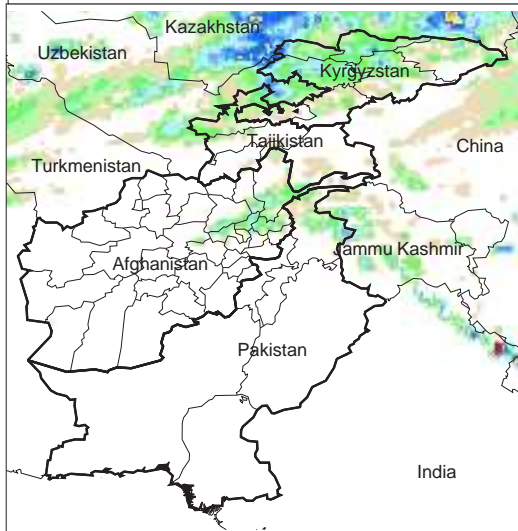 Kazakhstan
Uzbekistan
Kyrgyzstan
Tajikistan
China
Turkmenistan
Jammu Kashmir
Afghanistan
Pakistan
India